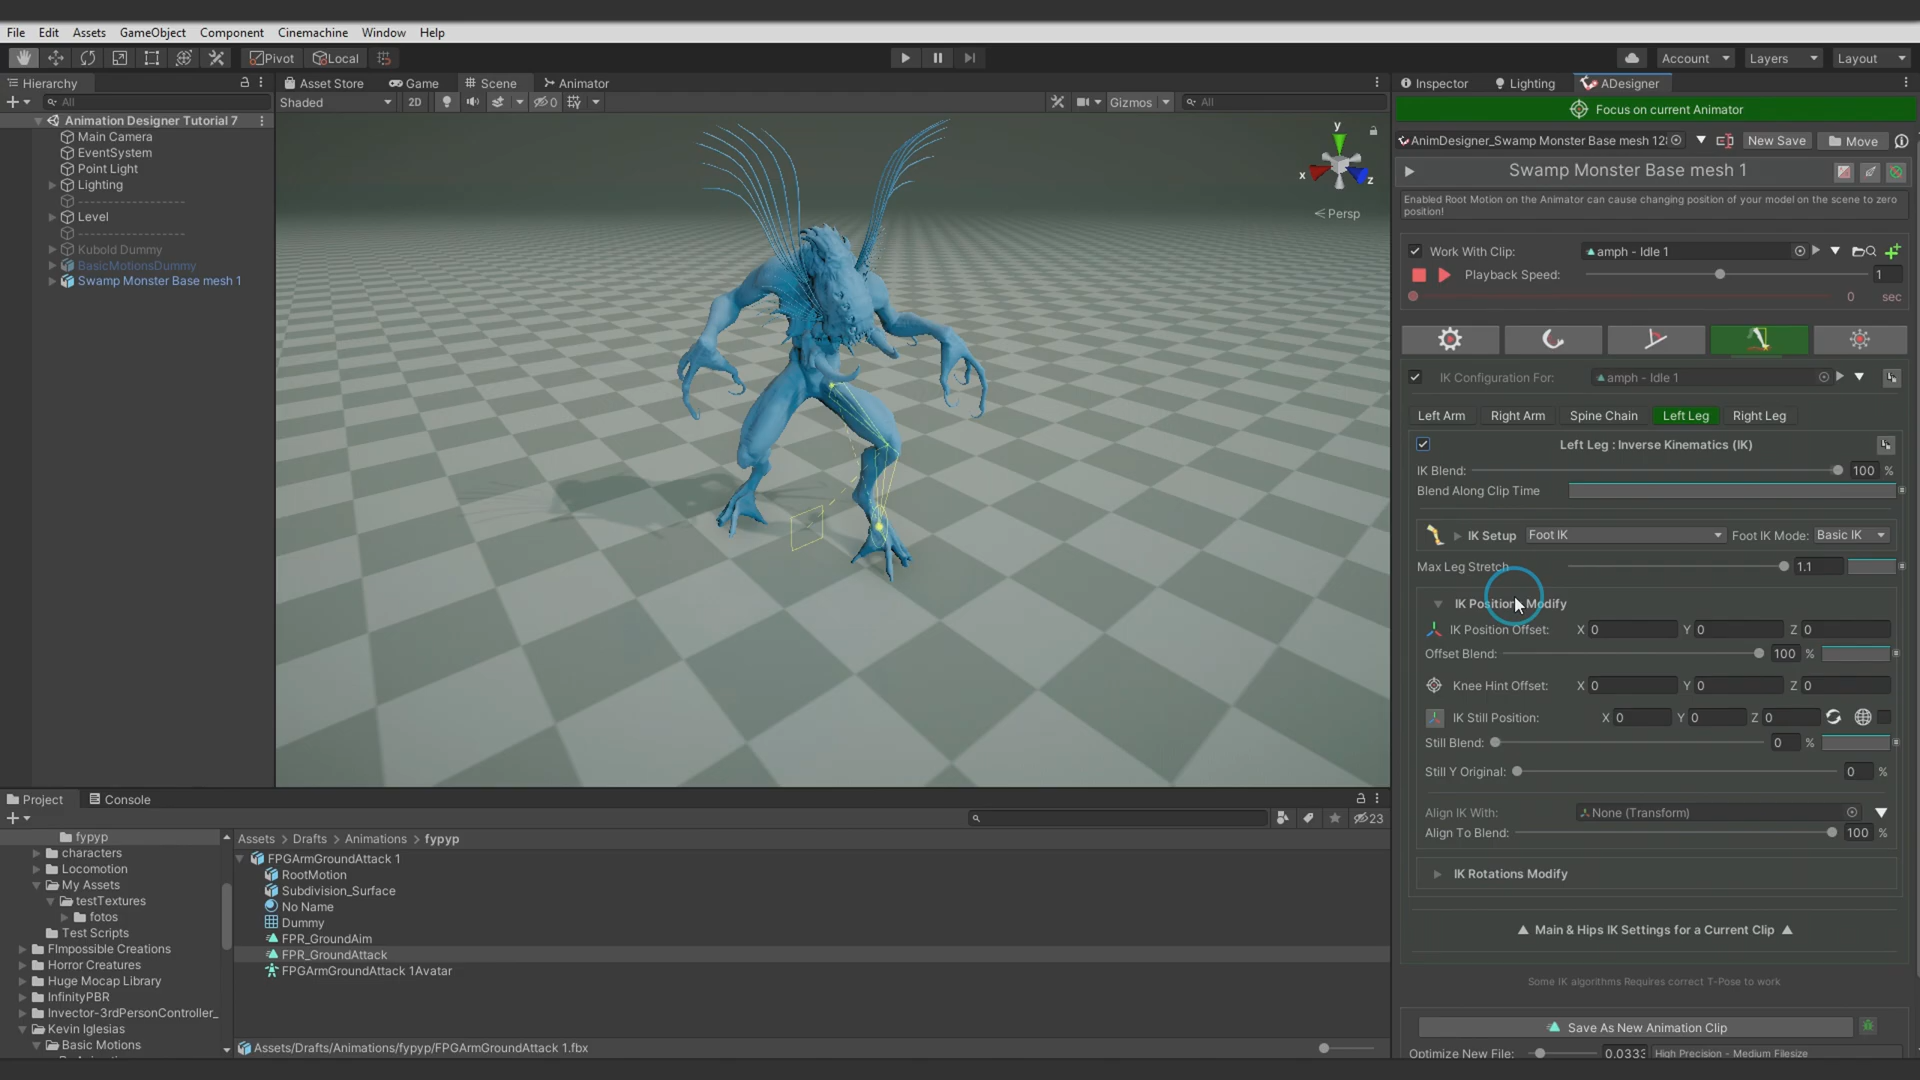 File Edit Assets GameObject Component Cinemachine Window Help
Pivot Local Account Layers Layout
Hierarchy
All
Animation Designer Tutorial 7
Main Camera
EventSystem
Point Light
Lighting
------------------
Level
------------------
Kubold Dummy
BasicMotionsDummy
Swamp Monster Base mesh 1
Asset Store Game Scene Animator
Shaded 2D 0 Gizmos All
y
x z
Persp
Inspector Lighting ADesigner
Focus on current Animator
AnimDesigner_Swamp Monster Base mesh 12 New Save Move
Swamp Monster Base mesh 1
Enabled Root Motion on the Animator can cause changing position of your model on the scene to zero
position!
Work With Clip: amph - Idle 1
Playback Speed: 1
0 sec
IK Configuration For: amph - Idle 1
Left Arm Right Arm Spine Chain Left Leg Right Leg
Left Leg : Inverse Kinematics (IK)
IK Blend: 100 %
Blend Along Clip Time
IK Setup Foot IK Foot IK Mode: Basic IK
Max Leg Stretch 1.1
IK Position Modify
IK Position Offset: X 0 Y 0 Z 0
Offset Blend: 100 %
Knee Hint Offset: X 0 Y 0 Z 0
IK Still Position: X 0 Y 0 Z 0
Still Blend: 0 %
Still Y Original: 0 %
Align IK With: None (Transform)
Align To Blend: 100 %
IK Rotations Modify
▲ Main & Hips IK Settings for a Current Clip ▲
Some IK algorithms Requires correct T-Pose to work
Save As New Animation Clip
Optimize New File: 0.0333 High Precision - Medium Filesize
Project Console
23
fypyp
characters
Locomotion
My Assets
testTextures
fotos
Test Scripts
FImpossible Creations
Horror Creatures
Huge Mocap Library
InfinityPBR
Invector-3rdPersonController_
Kevin Iglesias
Basic Motions
Assets > Drafts > Animations > fypyp
FPGArmGroundAttack 1
RootMotion
Subdivision_Surface
No Name
Dummy
FPR_GroundAim
FPR_GroundAttack
FPGArmGroundAttack 1Avatar
Assets/Drafts/Animations/fypyp/FPGArmGroundAttack 1.fbx